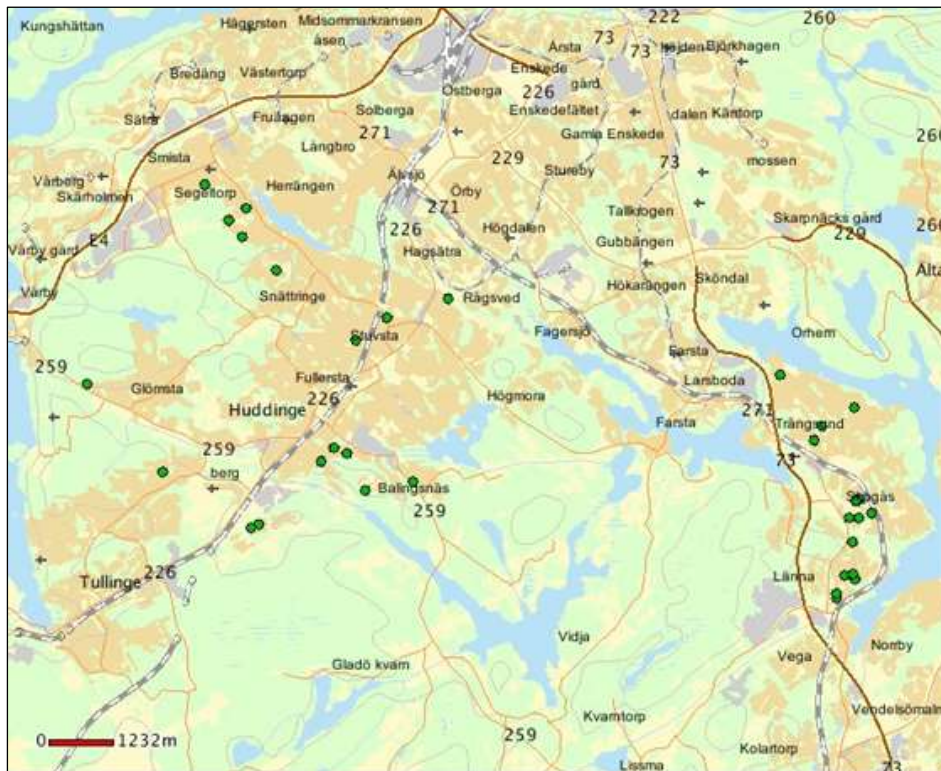 Kungshättan
Hägersten
Midsommarkransen
222
260
åsen
Årsta
73
73
höjden
Björkhagen
Bredäng
Västertorp
Enskede
gård
Östberga
226
Sätra
Fruängen
Solberga
Enskedefältet
dalen
Kärrtorp
271
Gamla Enskede
Långbro
Smista
229
73
mossen
Stureby
Vårberg
Skärholmen
Segeltorp
Herrängen
Älvsjö
Örby
271
Tallkrogen
Skarpnäcks gård
229
226
Högdalen
Vårby gård
E4
Hagsätra
Gubbängen
Snättringe
Rågsved
Hökarängen
Sköndal
Vårby
Stuvsta
Fagersjö
Orhem
Farsta
259
Glömsta
Fullersta
226
Larsboda
Högmora
Huddinge
271
Farsta
Trångsund
259
73
berg
Balingsnäs
259
Skogås
Tullinge
226
Länna
Vidja
Norrby
Gladö kvarn
Vega
Kvarntorp
Vendelsömalm
0
1232m
259
Kolartorp
Lissma
73